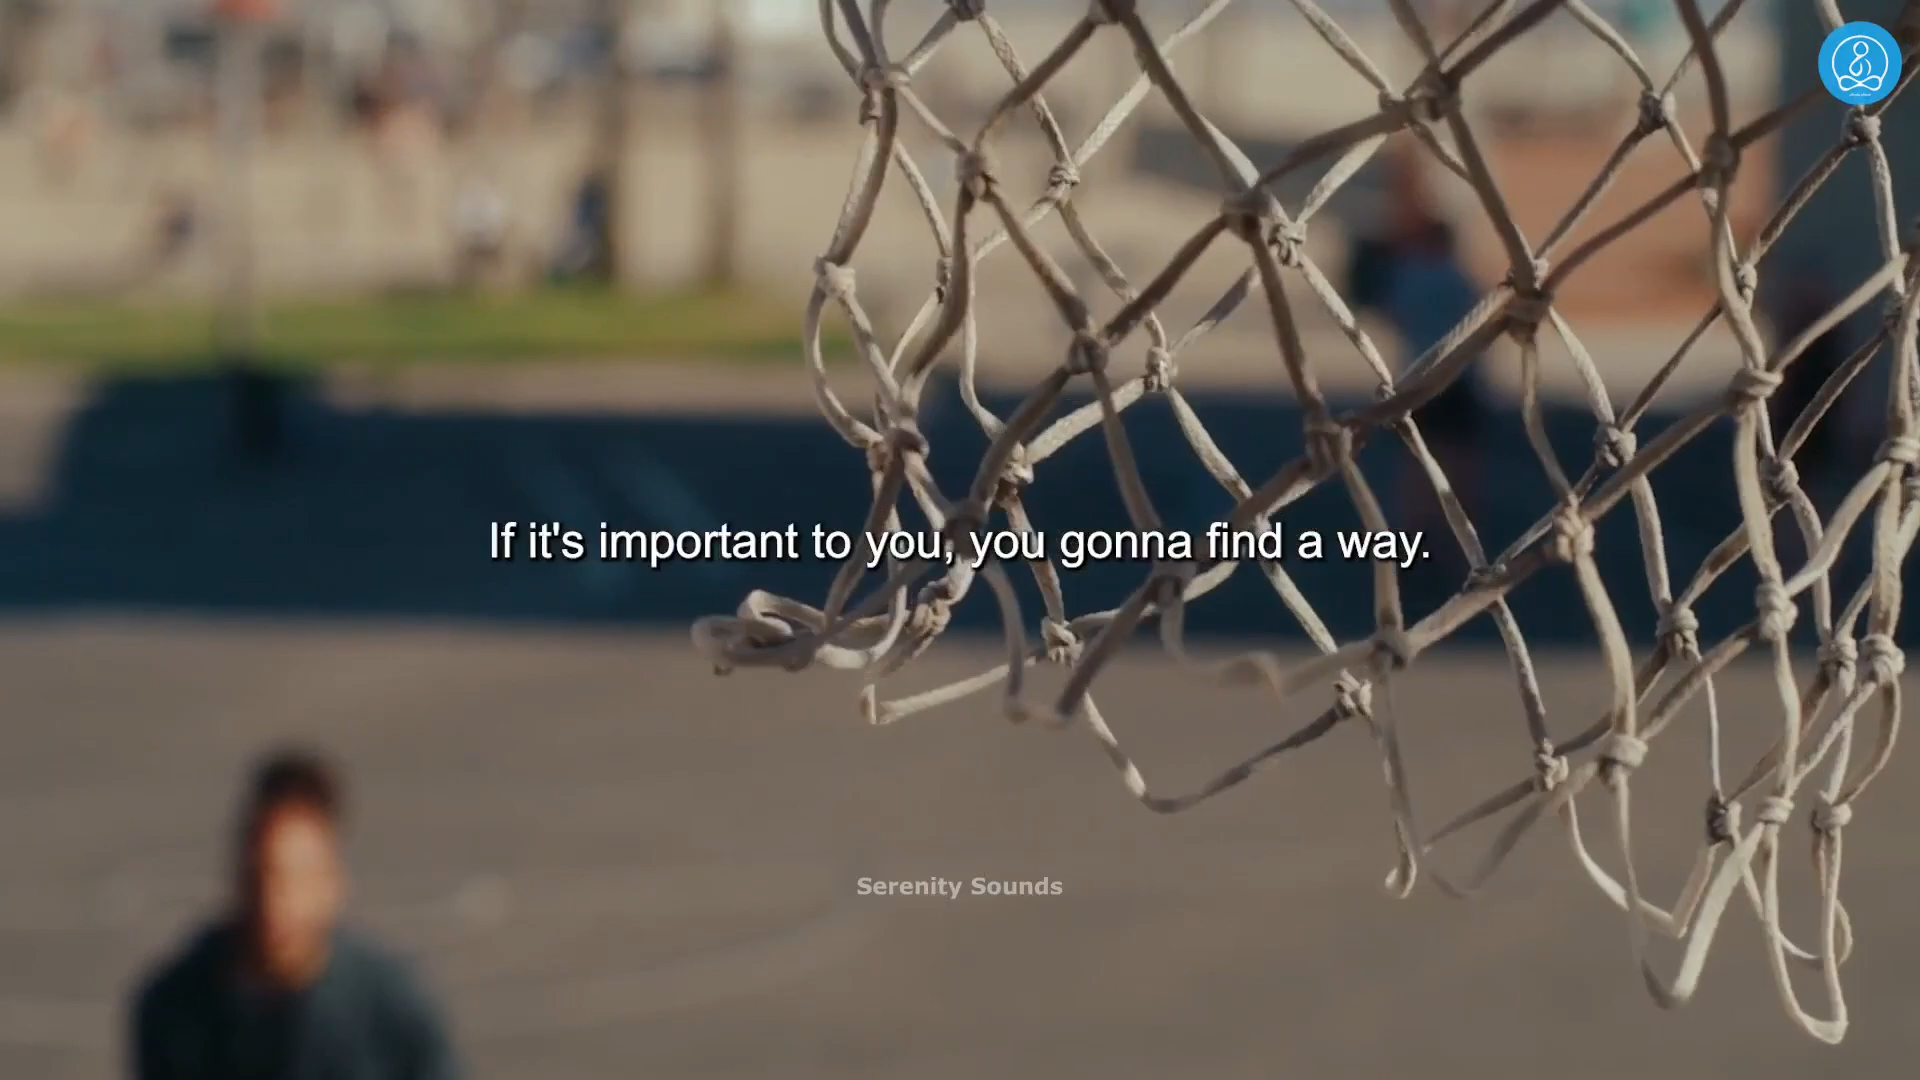 If it's important to you, you gonna find a way.
Serenity Sounds